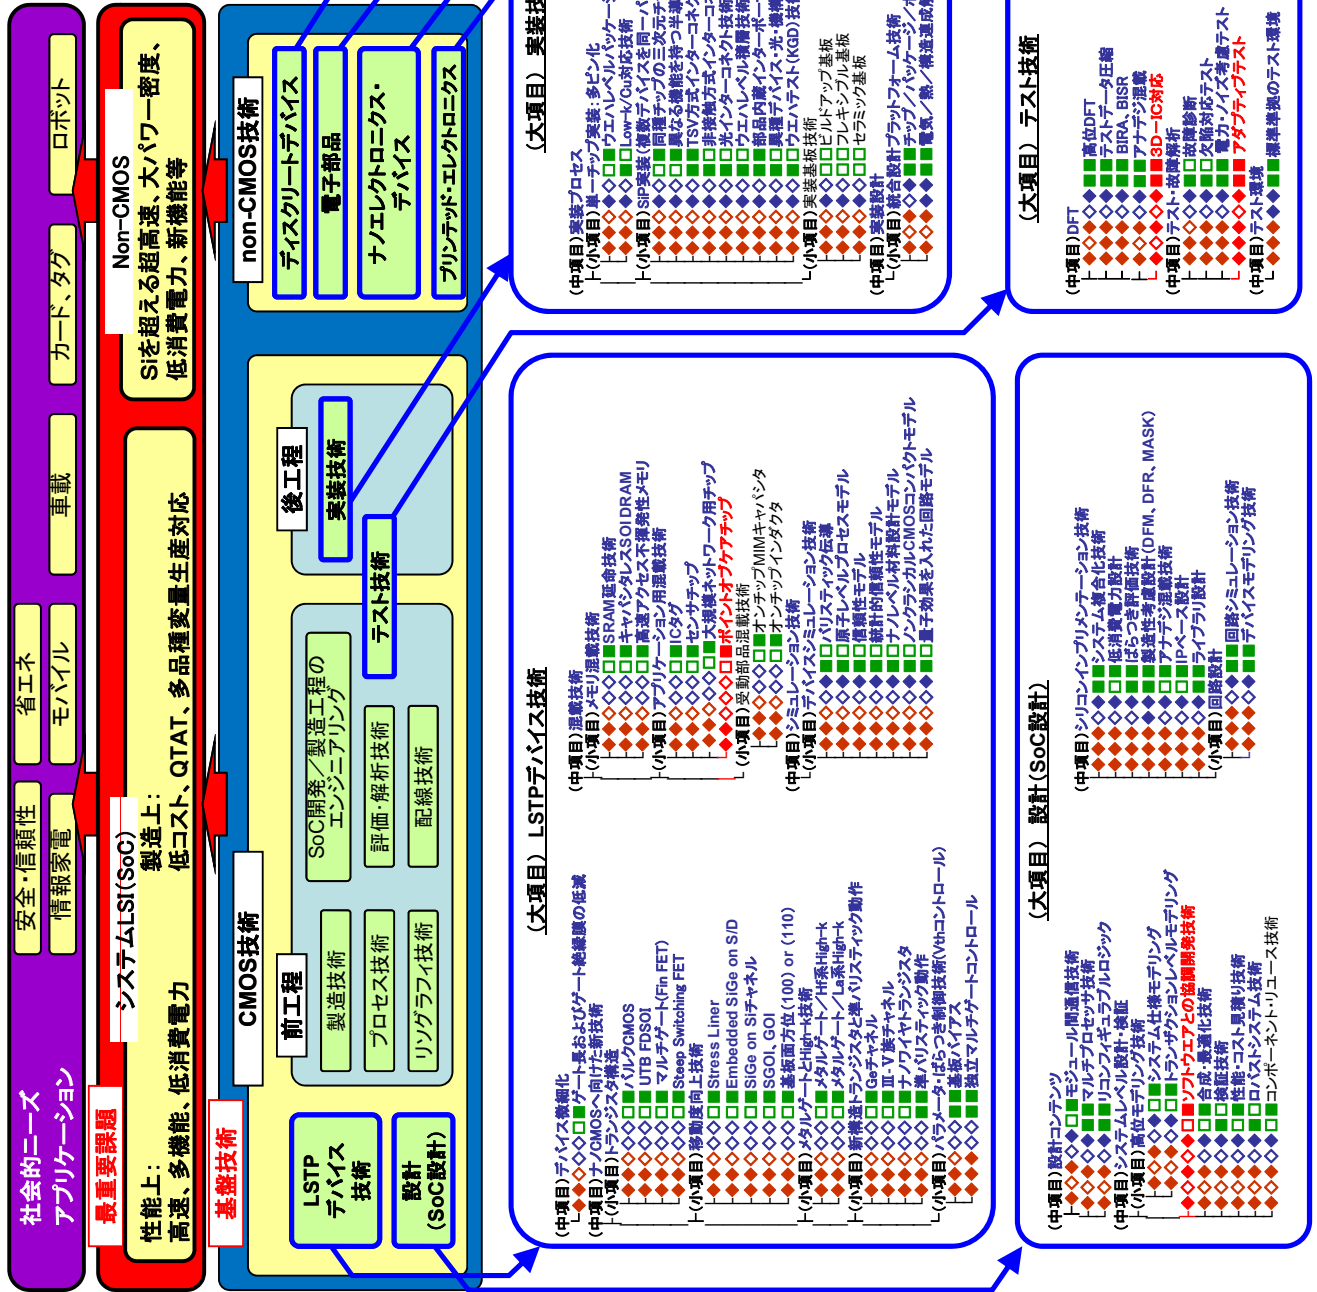 社会的ニーズ
アプリケーション
安全・信頼性
省エネ
情報家電
モバイル
車載
カード、タグ
ロボット
最重要課題
システムLSI(SoC)
性能上:
高速、多機能、低消費電力
製造上:
低コスト、QTAT、多品種変量生産対応
Non-CMOS
Siを超える超高速、大パワー密度、
低消費電力、新機能等
基盤技術
CMOS技術
前工程
製造技術
プロセス技術
リソグラフィ技術
SoC開発/製造工程の
エンジニアリング
評価・解析技術
配線技術
後工程
実装技術
テスト技術
LSTP
デバイス
技術
設計
(SoC設計)
non-CMOS技術
ディスクリートデバイス
電子部品
ナノエレクトロニクス・
デバイス
プリンテッド・エレクトロニクス
(大項目) LSTPデバイス技術
(中項目)デバイス微細化
◆◆◇◇□■ゲート長およびゲート絶縁膜の低減
(中項目)ナノCMOSへ向けた新技術
(小項目)トランジスタ構造
バルクCMOS
UTB FDSOI
マルチゲート(Fin FET)
Steep Switching FET
(小項目)移動度向上技術
Stress Liner
Embedded SiGe on S/D
SiGe on Siチャネル
SGOI、GOI
基板面方位(100) or (110)
(小項目)メタルゲートとHigh-k技術
メタルゲート/Hf系High-k
メタルゲート/La系High-k
(小項目)新構造トランジスタと準バリスティック動作
Geチャネル
Ⅲ-Ⅴ族チャネル
ナノワイヤトランジスタ
準バリスティック動作
(小項目)パラメータ・ばらつき制御技術(Vthコントロール)
基板バイアス
独立マルチゲートコントロール
(中項目)混載技術
(小項目)メモリ混載技術
SRAM延命技術
キャパシタレスSOI DRAM
高速アクセス不揮発性メモリ
(小項目)アプリケーション用混載技術
ICタグ
センサチップ
大規模ネットワーク用チップ
ポイントオブケアチップ
(小項目)受動部品混載技術
オンチップMIMキャパシタ
オンチップインダクタ
(中項目)シミュレーション技術
(小項目)デバイスシミュレーション技術
バリスティック伝導
原子レベルプロセスモデル
信頼性モデル
統計的信頼性モデル
ナノレベル材料設計モデル
ノンクラシカルCMOSコンパクトモデル
量子効果を入れた回路モデル
(大項目) 設計(SoC設計)
(中項目)設計コンテンツ
モジュール間通信技術
マルチプロセッサ技術
リコンフィギュラブルロジック
(中項目)システムレベル設計・検証
(小項目)高位モデリング技術
システム仕様モデリング
トランザクションレベルモデリング
ソフトウエアとの協調開発技術
合成・最適化技術
検証技術
性能・コスト見積り技術
ロバストシステム技術
コンポーネント・リユース技術
(中項目)シリコンインプリメンテーション技術
システム複合化技術
低消費電力設計
ばらつき評価技術
製造性考慮設計(DFM、DFR、MASK)
アナデジ混載技術
IPベース設計
ライブラリ設計
(小項目)回路設計
回路シミュレーション技術
デバイスモデリング技術
(大項目) 実装技
(中項目)実装プロセス
(小項目)単一チップ実装:多ピン化
ウエハレベルパッケージ
Low-k/Cu対応技術
(小項目)SiP実装(複数デバイスを同一パ
同種チップの三次元チ
異なる機能を持つ半導
TSV方式インターコネク
非接触方式インターコ
光インターコネクト技術
ウエハレベル積層技術
部品内蔵インターポー
異種デバイス・光・機構
ウエハテスト(KGD)技
(小項目)実装基板技術
ビルドアップ基板
フレキシブル基板
セラミック基板
(中項目)実装設計
(小項目)統合設計プラットフォーム技術
チップ/パッケージ/ボ
電気/熱/構造連成解
(大項目) テスト技術
(中項目)DFT
高位DFT
テストデータ圧縮
BIRA、BISR
アナデジ混載
3D-IC対応
(中項目)テスト・故障解析
故障診断
欠陥対応テスト
電力・ノイズ考慮テスト
アダプティブテスト
(中項目)テスト環境
標準準拠のテスト環境